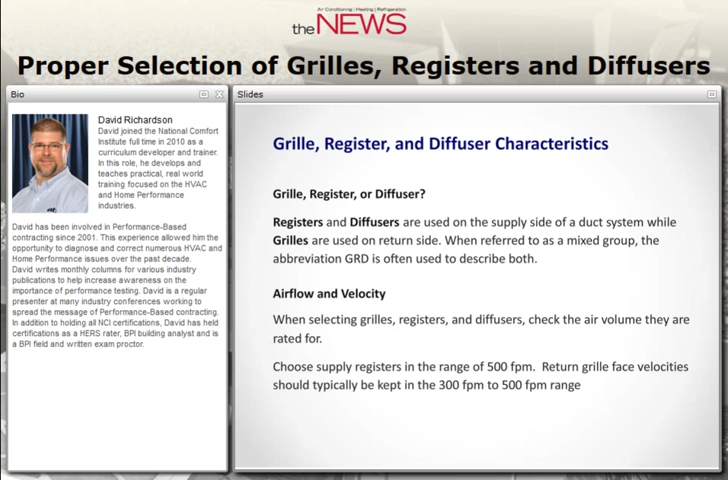 Air Conditioning | Heating | Refrigeration
the NEWS
Proper Selection of Grilles, Registers and Diffusers
Bio
David Richardson
David joined the National Comfort
Institute full time in 2010 as a
curriculum developer and trainer.
In this role, he develops and
teaches practical, real world
training focused on the HVAC
and Home Performance
industries.
David has been involved in Performance-Based
contracting since 2001. This experience allowed him the
opportunity to diagnose and correct numerous HVAC and
Home Performance issues over the past decade.
David writes monthly columns for various industry
publications to help increase awareness on the
importance of performance testing. David is a regular
presenter at many industry conferences working to
spread the message of Performance-Based contracting.
In addition to holding all NCI certifications, David has held
certifications as a HERS rater, BPI building analyst and is
a BPI field and written exam proctor.
Slides
Grille, Register, and Diffuser Characteristics
Grille, Register, or Diffuser?
Registers and Diffusers are used on the supply side of a duct system while
Grilles are used on return side. When referred to as a mixed group, the
abbreviation GRD is often used to describe both.
Airflow and Velocity
When selecting grilles, registers, and diffusers, check the air volume they are
rated for.
Choose supply registers in the range of 500 fpm. Return grille face velocities
should typically be kept in the 300 fpm to 500 fpm range